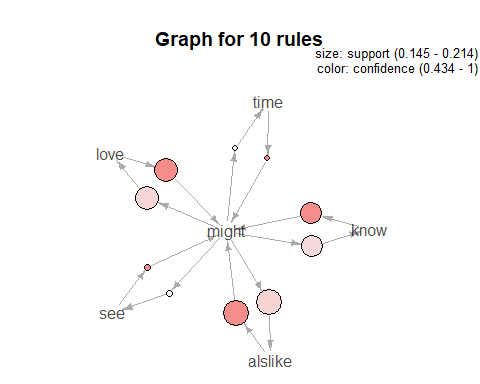 Graph for 10 rules
size: support (0.145 - 0.214)
color: confidence (0.434 - 1)
time
love
might
know
see
alslike